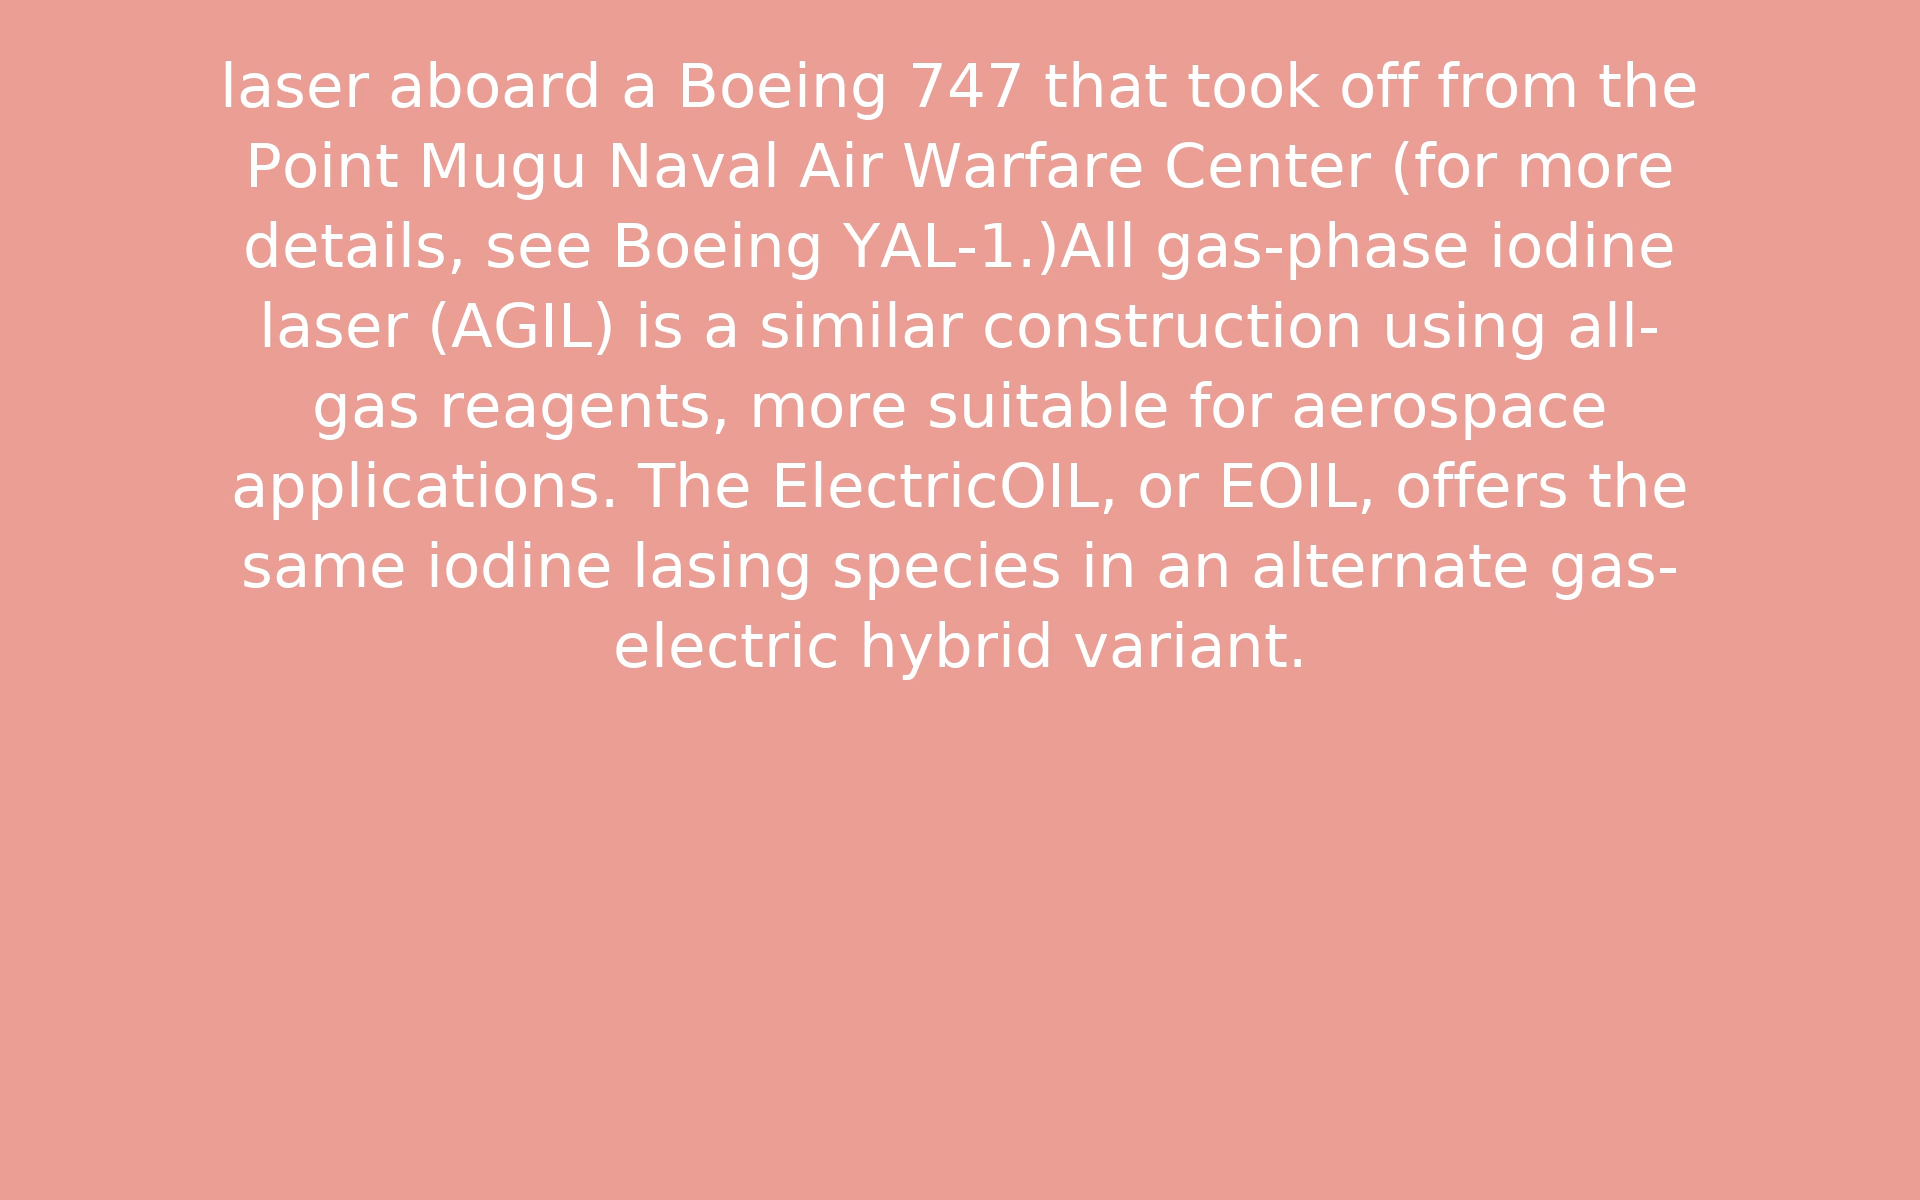 laser aboard a Boeing 747 that took off from the
Point Mugu Naval Air Warfare Center (for more
details, see Boeing YAL-1.)All gas-phase iodine
laser (AGIL) is a similar construction using all-
gas reagents, more suitable for aerospace
applications. The ElectricOIL, or EOIL, offers the
same iodine lasing species in an alternate gas-
electric hybrid variant.